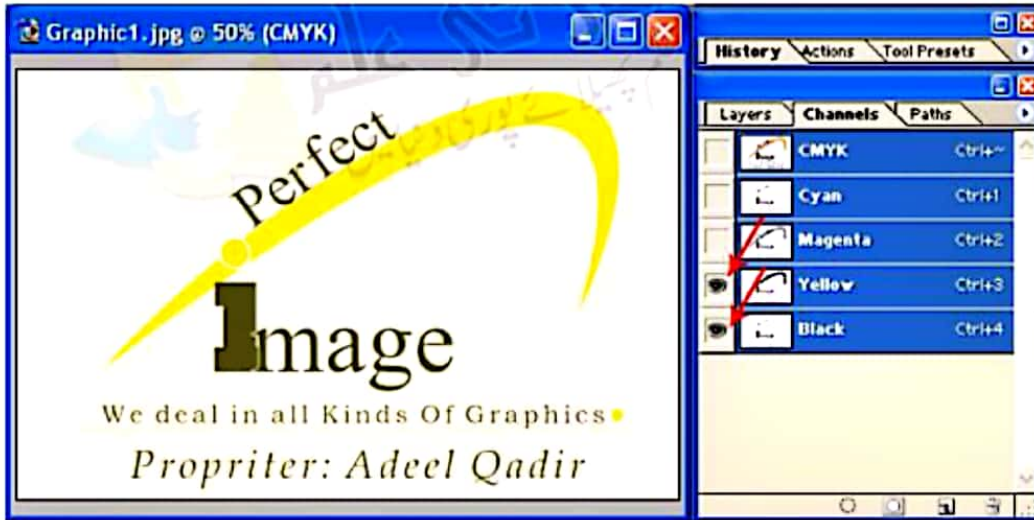 Graphic1.jpg @ 50% (CMYK)
Perfect
Image
We deal in all Kinds Of Graphics
Propriter: Adeel Qadir
History Actions Tool Presets
Layers Channels Paths
CMYK Ctrl+~
Cyan Ctrl+1
Magenta Ctrl+2
Yellow Ctrl+3
Black Ctrl+4